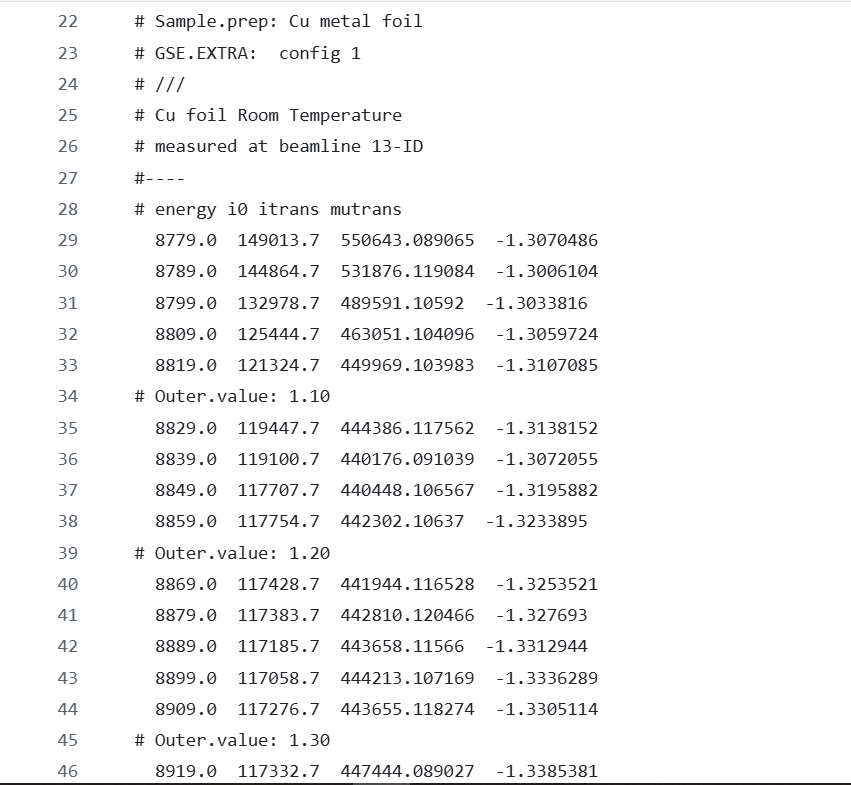 22 # Sample.prep: Cu metal foil
23 # GSE.EXTRA:  config 1
24 # ///
25 # Cu foil Room Temperature
26 # measured at beamline 13-ID
27 #----
28 # energy i0 itrans mutrans
29   8779.0  149013.7  550643.089065  -1.3070486
30   8789.0  144864.7  531876.119084  -1.3006104
31   8799.0  132978.7  489591.10592  -1.3033816
32   8809.0  125444.7  463051.104096  -1.3059724
33   8819.0  121324.7  449969.103983  -1.3107085
34 # Outer.value: 1.10
35   8829.0  119447.7  444386.117562  -1.3138152
36   8839.0  119100.7  440176.091039  -1.3072055
37   8849.0  117707.7  440448.106567  -1.3195882
38   8859.0  117754.7  442302.10637  -1.3233895
39 # Outer.value: 1.20
40   8869.0  117428.7  441944.116528  -1.3253521
41   8879.0  117383.7  442810.120466  -1.327693
42   8889.0  117185.7  443658.11566  -1.3312944
43   8899.0  117058.7  444213.107169  -1.3336289
44   8909.0  117276.7  443655.118274  -1.3305114
45 # Outer.value: 1.30
46   8919.0  117332.7  447444.089027  -1.3385381